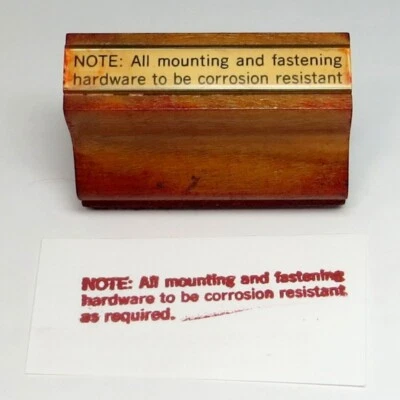 NOTE: All mounting and fastening
hardware to be corrosion resistant
NOTE: All mounting and fastening
hardware to be corrosion resistant
as required.